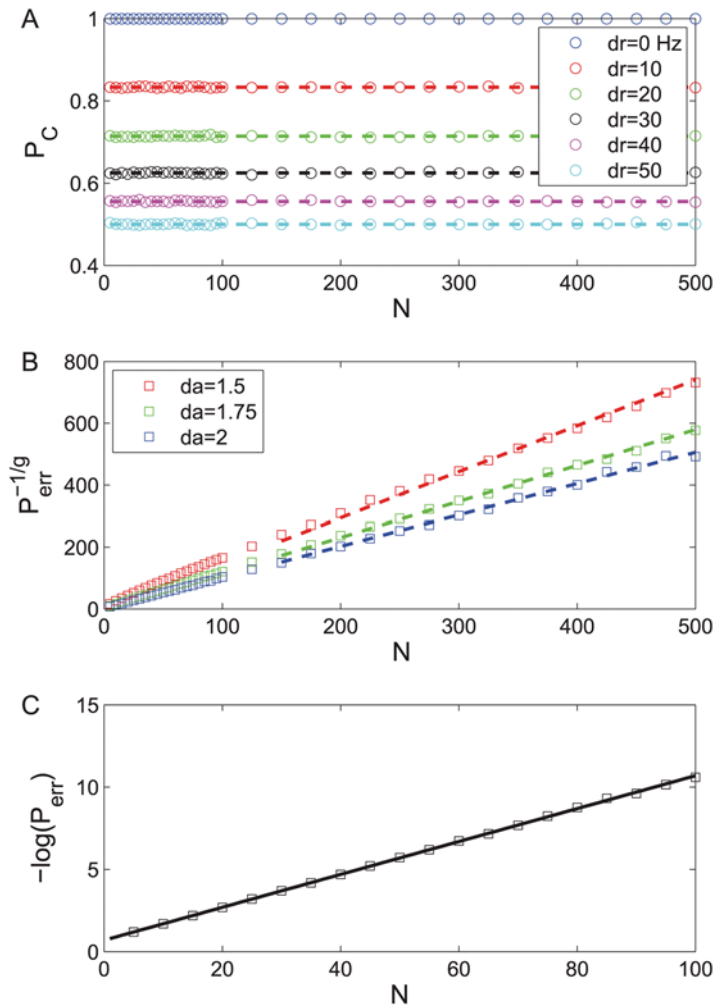 A
1
0.8
0.6
0.4
P_C
dr=0 Hz
dr=10
dr=20
dr=30
dr=40
dr=50
0 100 200 300 400 500
N
B
800
600
400
200
0
P_err^{-1/g}
da=1.5
da=1.75
da=2
0 100 200 300 400 500
N
C
15
10
5
0
-log(P_err)
0 20 40 60 80 100
N